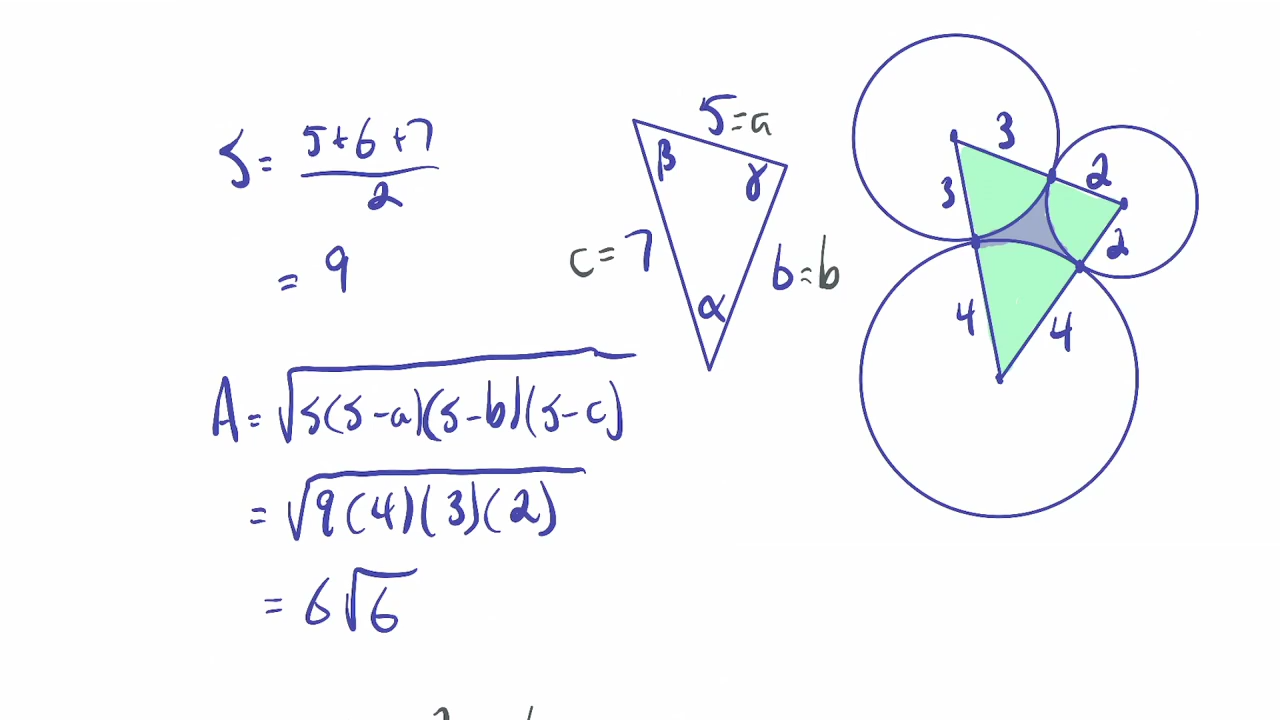 s = (5+6+7)/2
= 9
A = √s(s-a)(s-b)(s-c)
= √9(4)(3)(2)
= 6√6
5=a
β
γ
c=7
6=b
α
3
2
3
2
4
4